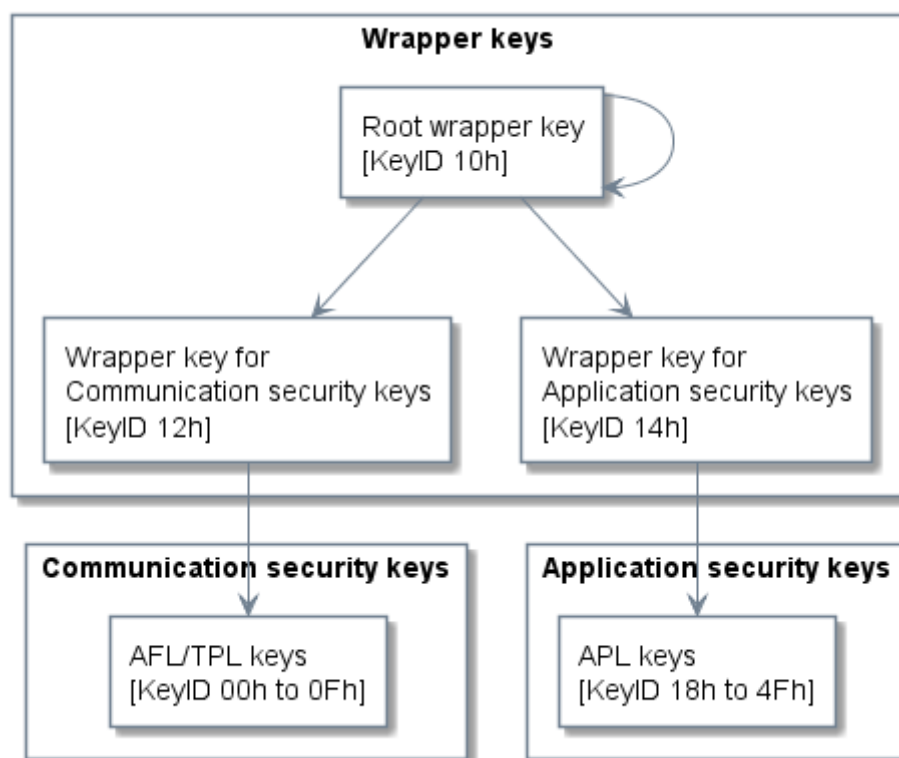 Wrapper keys
Root wrapper key
[KeyID 10h]
Wrapper key for
Communication security keys
[KeyID 12h]
Wrapper key for
Application security keys
[KeyID 14h]
Communication security keys
AFL/TPL keys
[KeyID 00h to 0Fh]
Application security keys
APL keys
[KeyID 18h to 4Fh]